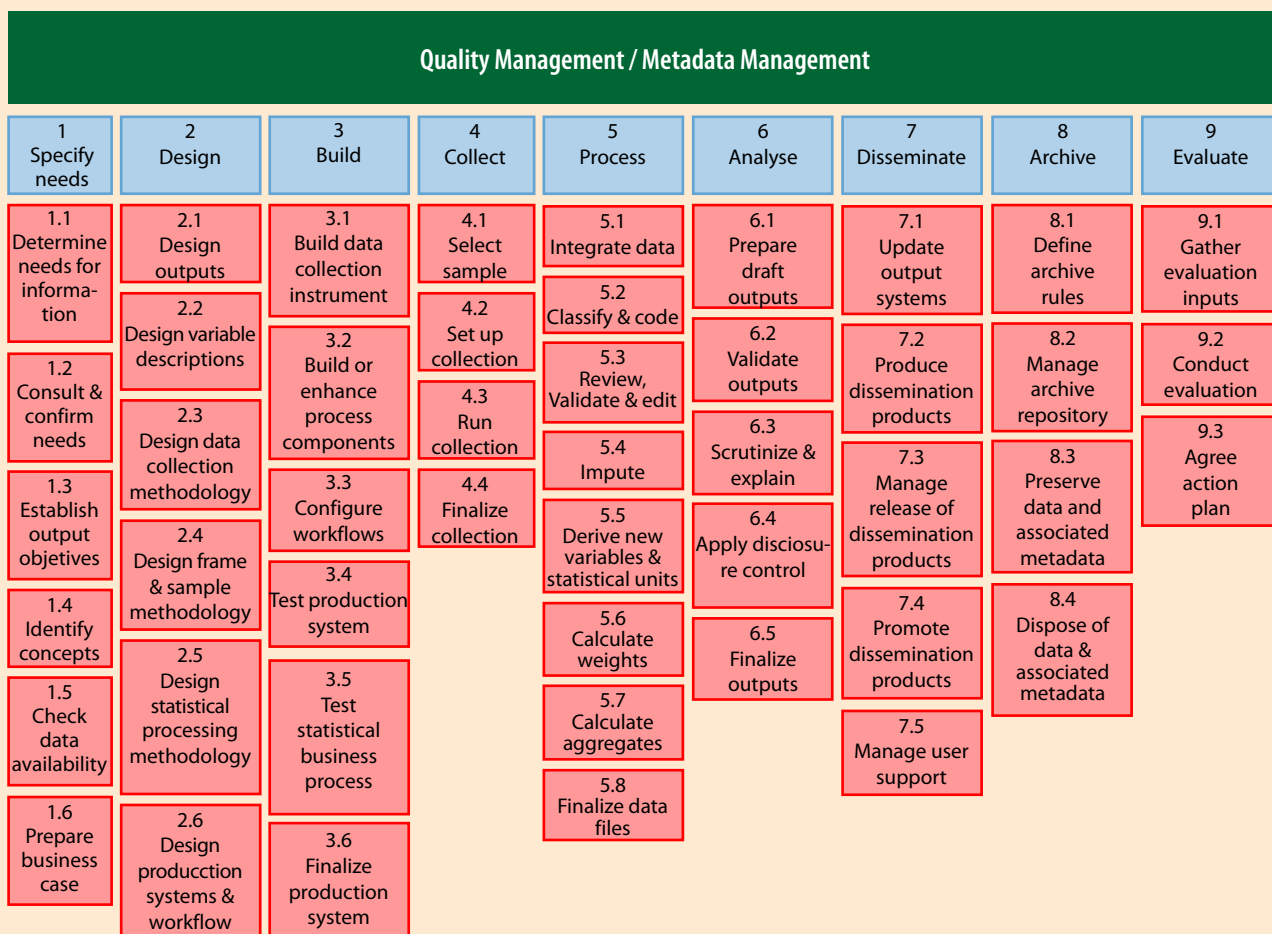 Quality Management / Metadata Management
1
Specify
needs
2
Design
3
Build
4
Collect
5
Process
6
Analyse
7
Disseminate
8
Archive
9
Evaluate
1.1
Determine
needs for
informa-
tion
1.2
Consult &
confirm
needs
1.3
Establish
output
objetives
1.4
Identify
concepts
1.5
Check
data
availability
1.6
Prepare
business
case
2.1
Design
outputs
2.2
Design variable
descriptions
2.3
Design data
collection
methodology
2.4
Design frame
& sample
methodology
2.5
Design
statistical
processing
methodology
2.6
Design
producction
systems &
workflow
3.1
Build data
collection
instrument
3.2
Build or
enhance
process
components
3.3
Configure
workflows
3.4
Test production
system
3.5
Test
statistical
business
process
3.6
Finalize
production
system
4.1
Select
sample
4.2
Set up
collection
4.3
Run
collection
4.4
Finalize
collection
5.1
Integrate data
5.2
Classify & code
5.3
Review,
Validate & edit
5.4
Impute
5.5
Derive new
variables &
statistical units
5.6
Calculate
weights
5.7
Calculate
aggregates
5.8
Finalize data
files
6.1
Prepare
draft
outputs
6.2
Validate
outputs
6.3
Scrutinize &
explain
6.4
Apply disciosu-
re control
6.5
Finalize
outputs
7.1
Update
output
systems
7.2
Produce
dissemination
products
7.3
Manage
release of
dissemination
products
7.4
Promote
dissemination
products
7.5
Manage user
support
8.1
Define
archive
rules
8.2
Manage
archive
repository
8.3
Preserve
data and
associated
metadata
8.4
Dispose of
data &
associated
metadata
9.1
Gather
evaluation
inputs
9.2
Conduct
evaluation
9.3
Agree
action
plan